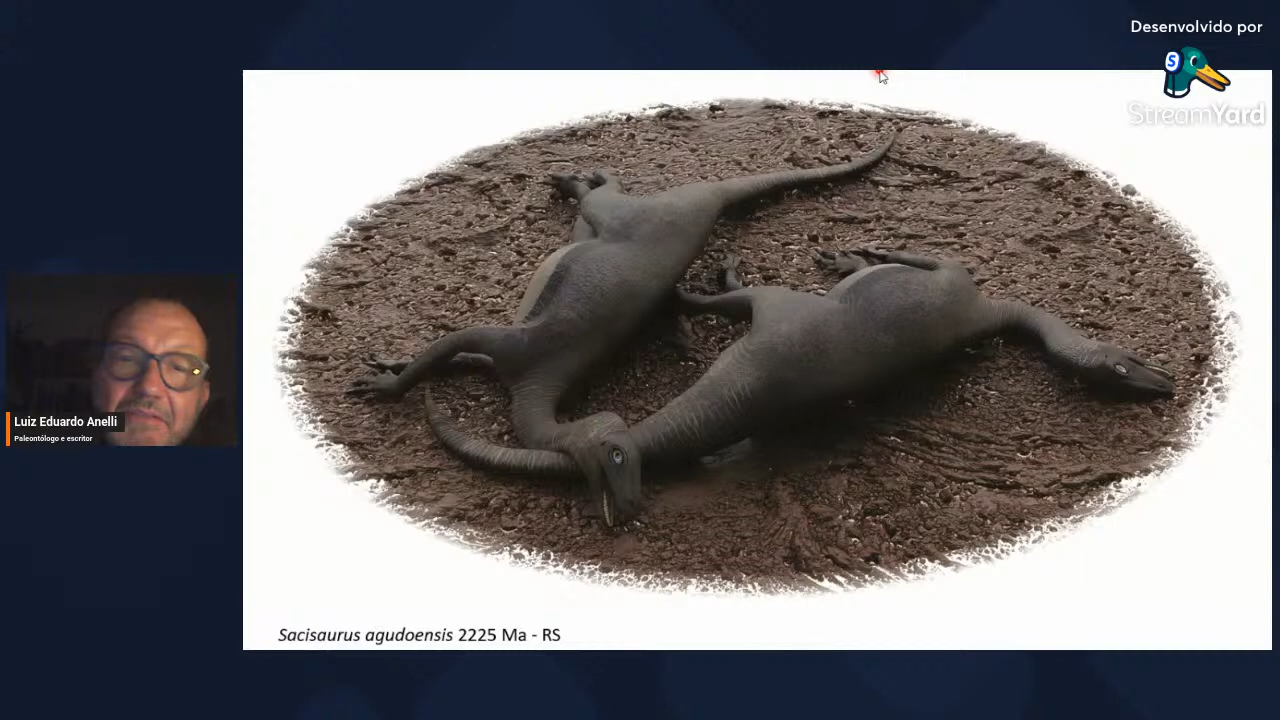 Desenvolvido por
S
StreamYard
Luiz Eduardo Anelli
Paleontólogo e escritor
Sacisaurus agudoensis 2225 Ma - RS